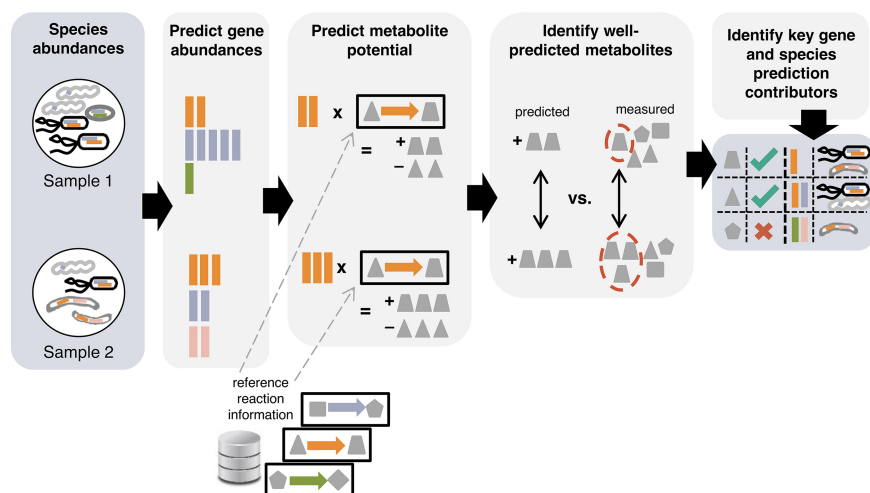 Species
abundances
Sample 1
Sample 2
Predict gene
abundances
Predict metabolite
potential
x
=
+
−
x
=
+
−
reference
reaction
information
Identify well-
predicted metabolites
predicted
measured
+
vs.
+
Identify key gene
and species
prediction
contributors